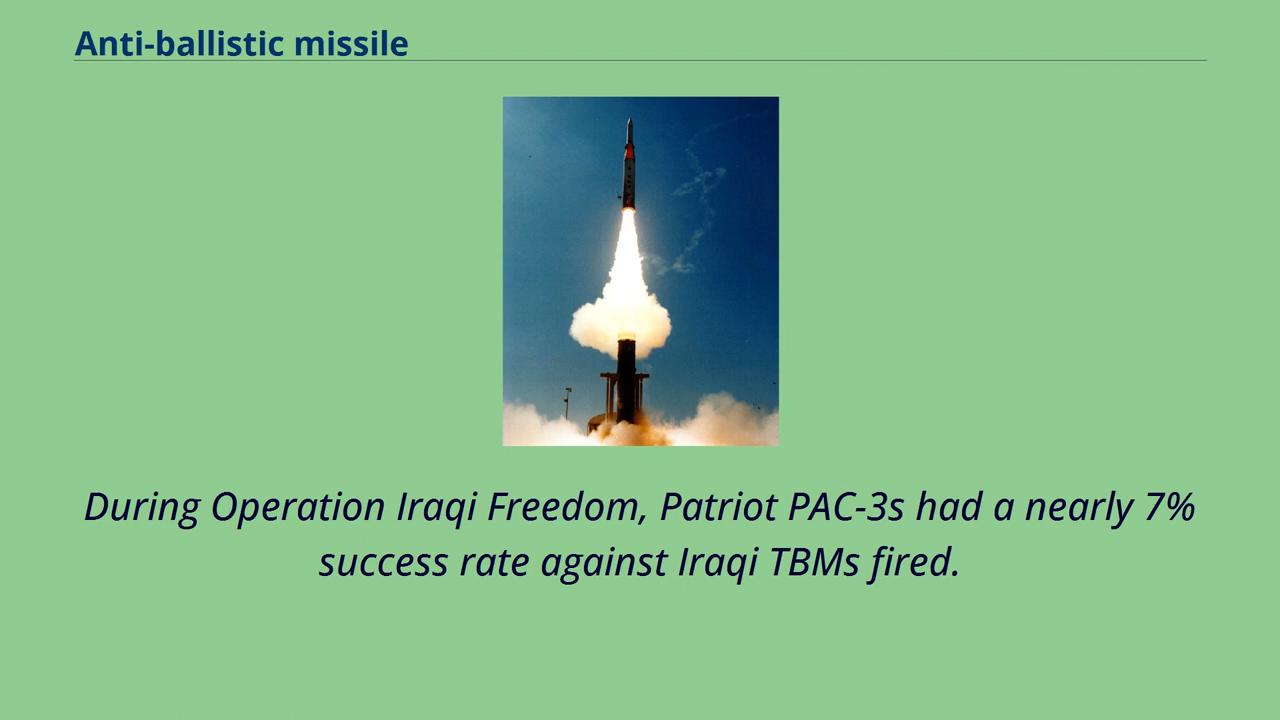 Anti-ballistic missile
During Operation Iraqi Freedom, Patriot PAC-3s had a nearly 7%
success rate against Iraqi TBMs fired.